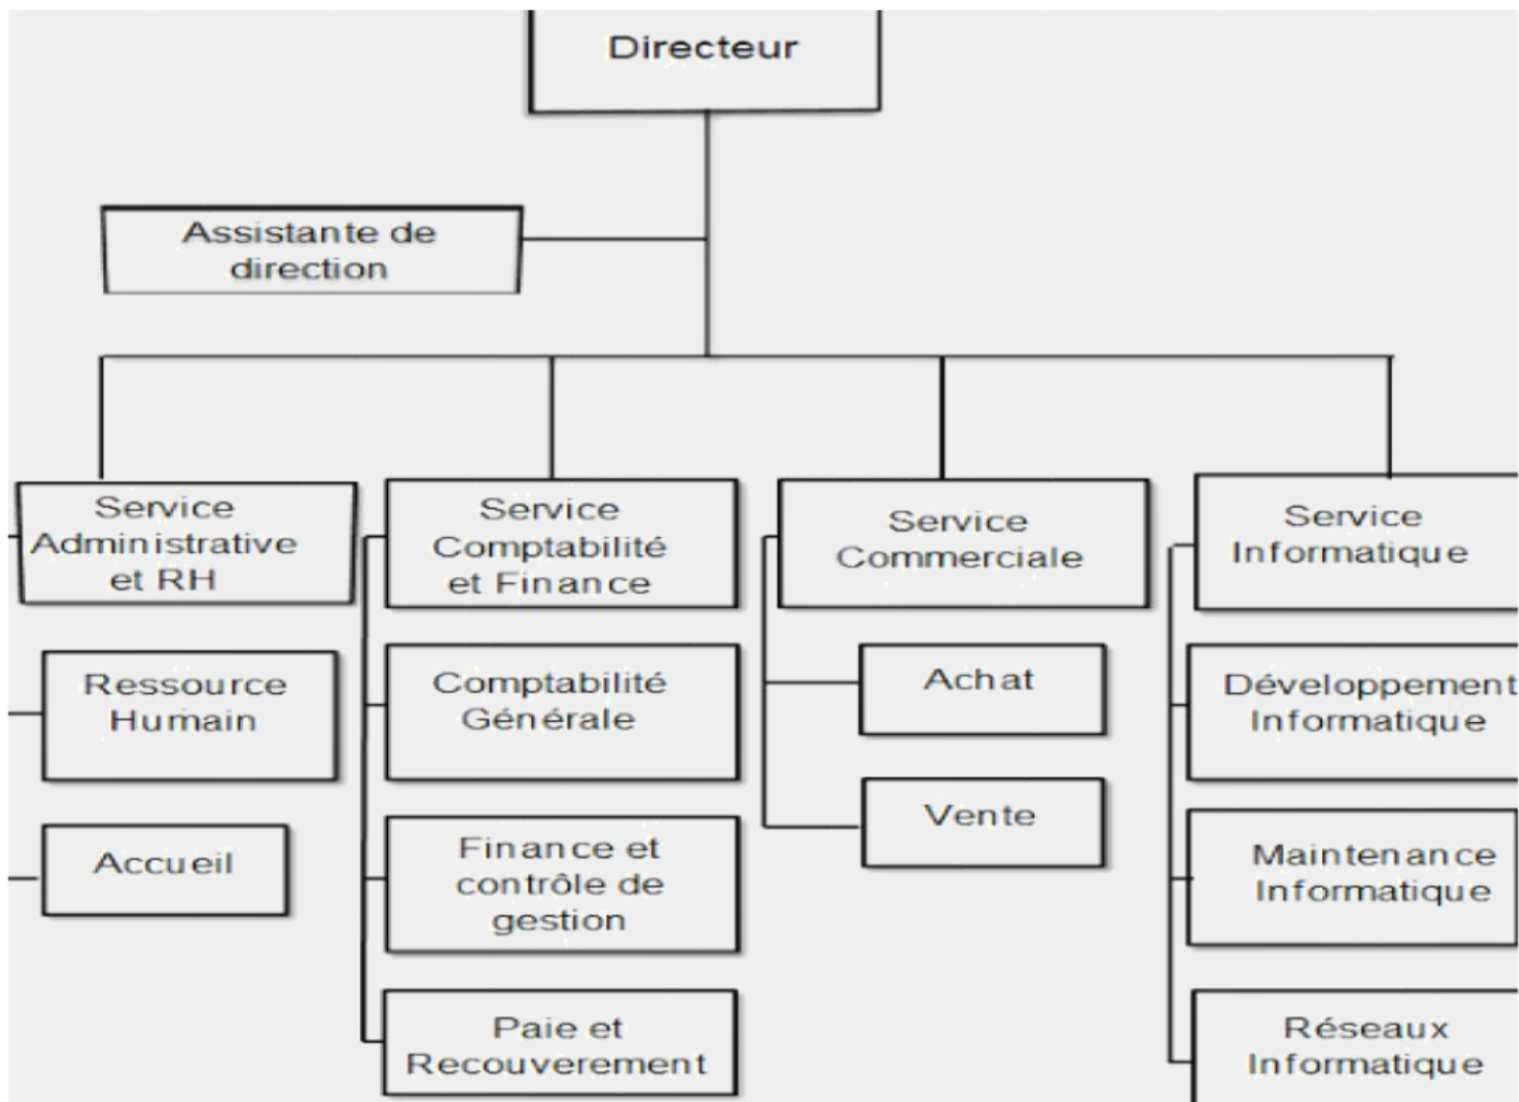 Directeur
Assistante de
direction
Service
Administrative
et RH
Ressource
Humain
Accueil
Service
Comptabilité
et Finance
Comptabilité
Générale
Finance et
contrôle de
gestion
Paie et
Recouverement
Service
Commerciale
Achat
Vente
Service
Informatique
Développement
Informatique
Maintenance
Informatique
Réseaux
Informatique